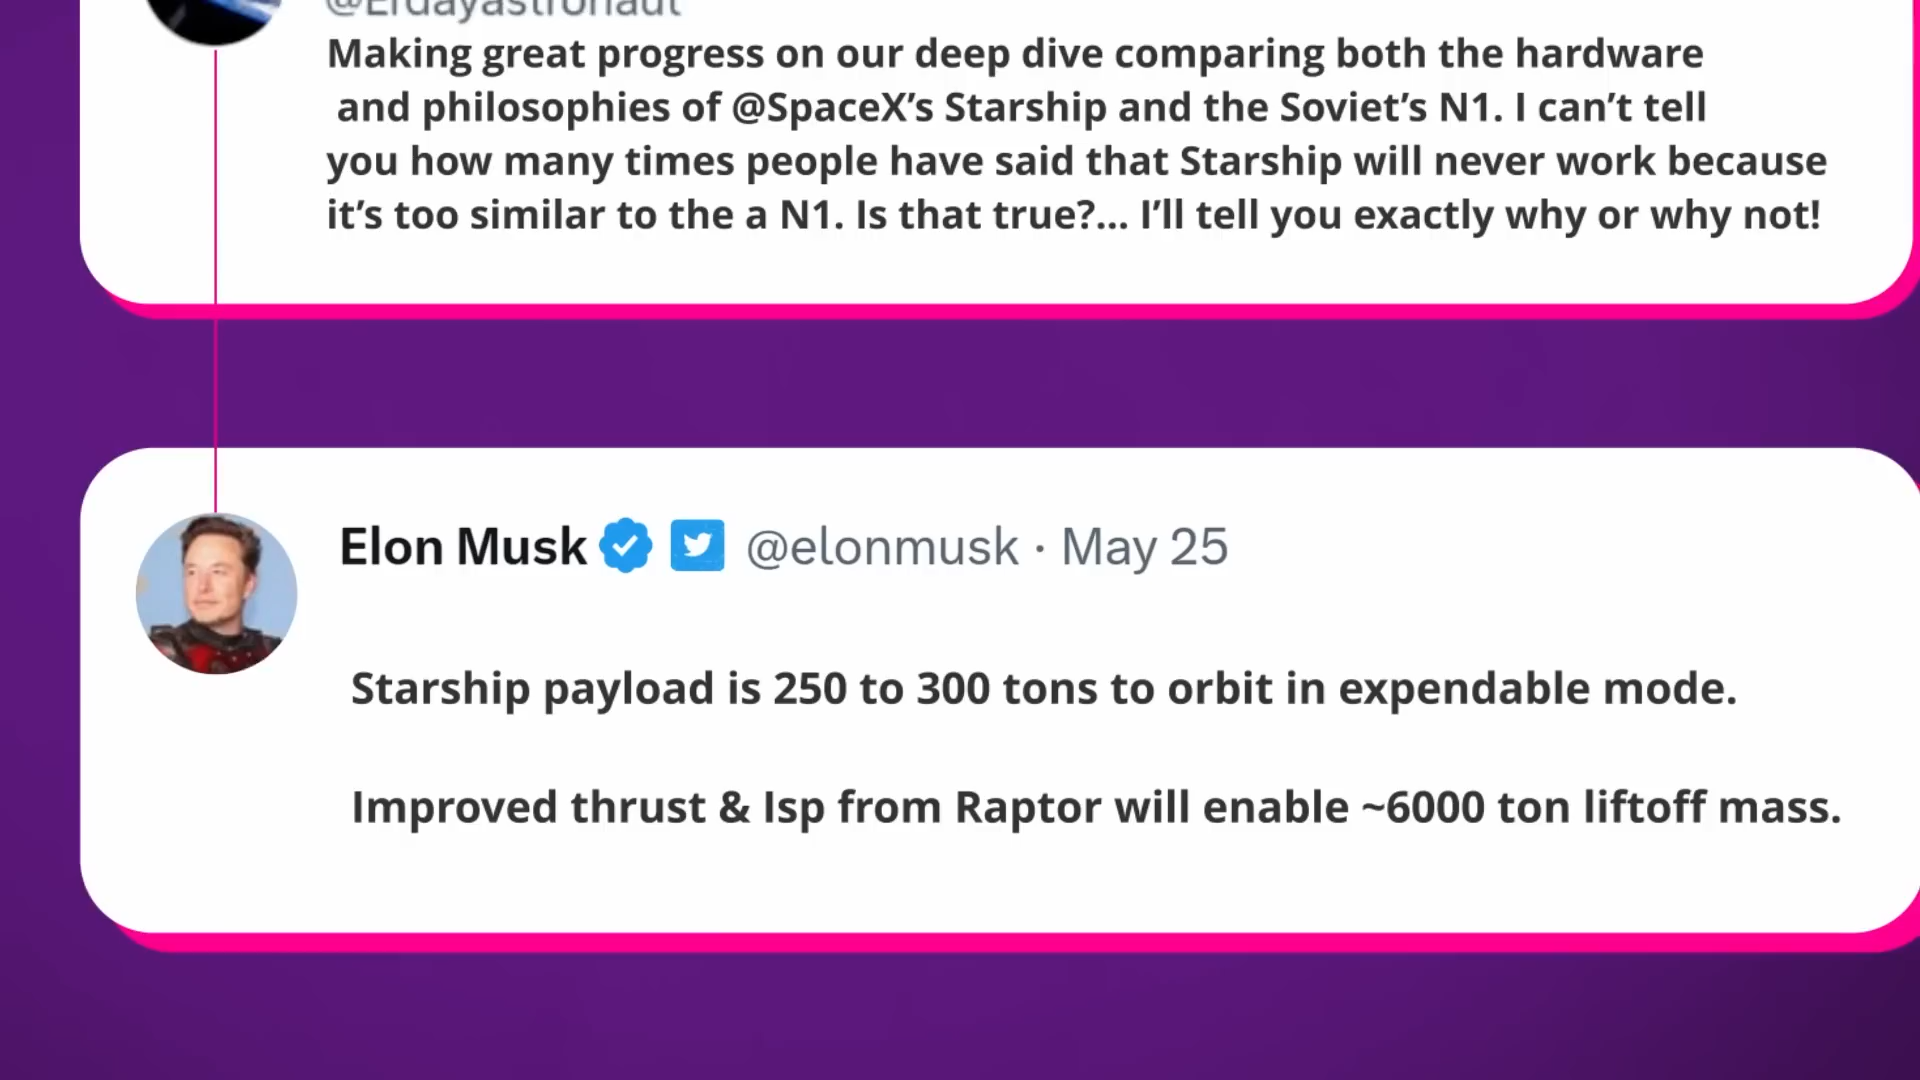 @Erdayastronaut
Making great progress on our deep dive comparing both the hardware
and philosophies of @SpaceX’s Starship and the Soviet’s N1. I can’t tell
you how many times people have said that Starship will never work because
it’s too similar to the a N1. Is that true?... I’ll tell you exactly why or why not!
Elon Musk @elonmusk · May 25
Starship payload is 250 to 300 tons to orbit in expendable mode.
Improved thrust & Isp from Raptor will enable ~6000 ton liftoff mass.